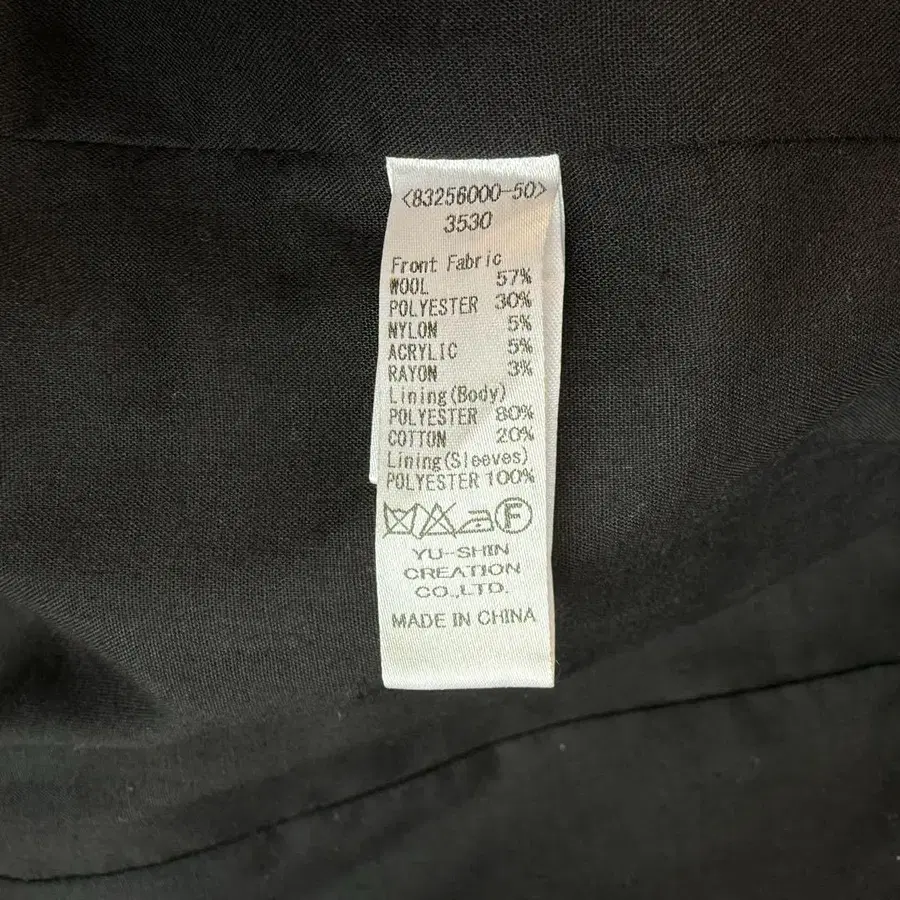 <83256000-50>
3530
Front Fabric
WOOL 57%
POLYESTER 30%
NYLON 5%
ACRYLIC 5%
RAYON 3%
Lining(Body)
POLYESTER 80%
COTTON 20%
Lining(Sleeves)
POLYESTER 100%
F
YU-SHIN
CREATION
CO.,LTD.
MADE IN CHINA